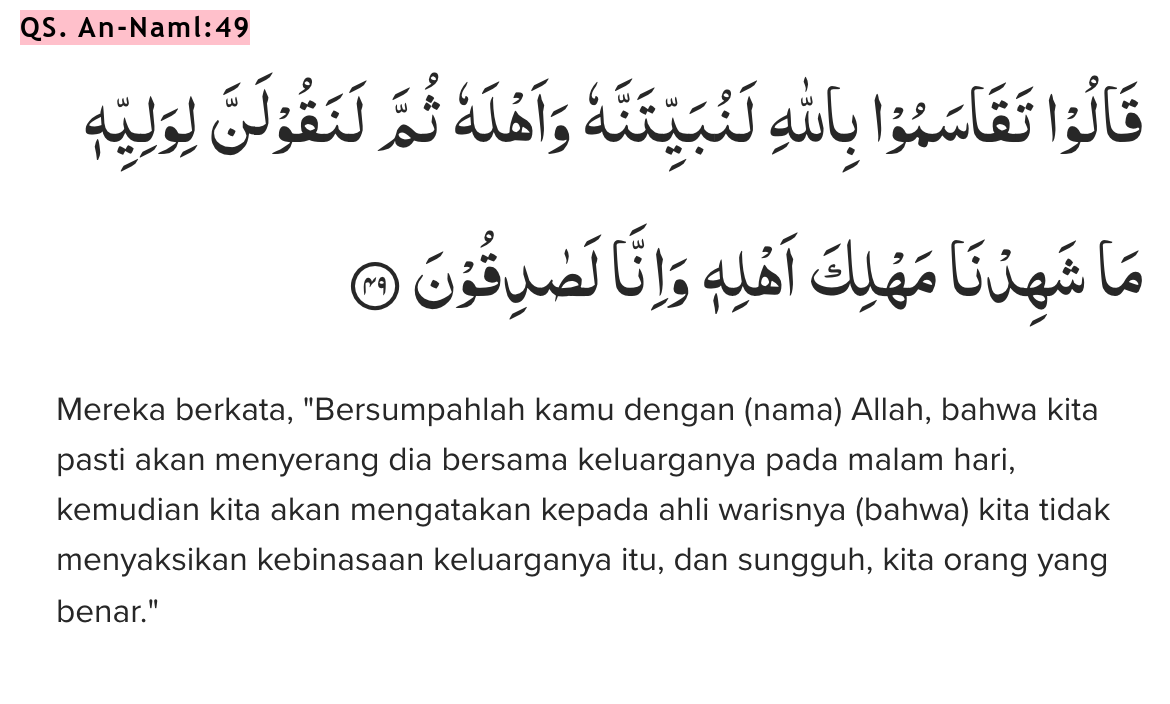 QS. An-Naml:49
قَالُوْا تَقَاسَمُوْا بِاللّٰهِ لَنُبَيِّتَنَّهٗ وَاَهْلَهٗ ثُمَّ لَنَقُوْلَنَّ لِوَلِيِّهٖ
مَا شَهِدْنَا مَهْلِكَ اَهْلِهٖ وَاِنَّا لَصٰدِقُوْنَ ۴۹
Mereka berkata, "Bersumpahlah kamu dengan (nama) Allah, bahwa kita
pasti akan menyerang dia bersama keluarganya pada malam hari,
kemudian kita akan mengatakan kepada ahli warisnya (bahwa) kita tidak
menyaksikan kebinasaan keluarganya itu, dan sungguh, kita orang yang
benar."